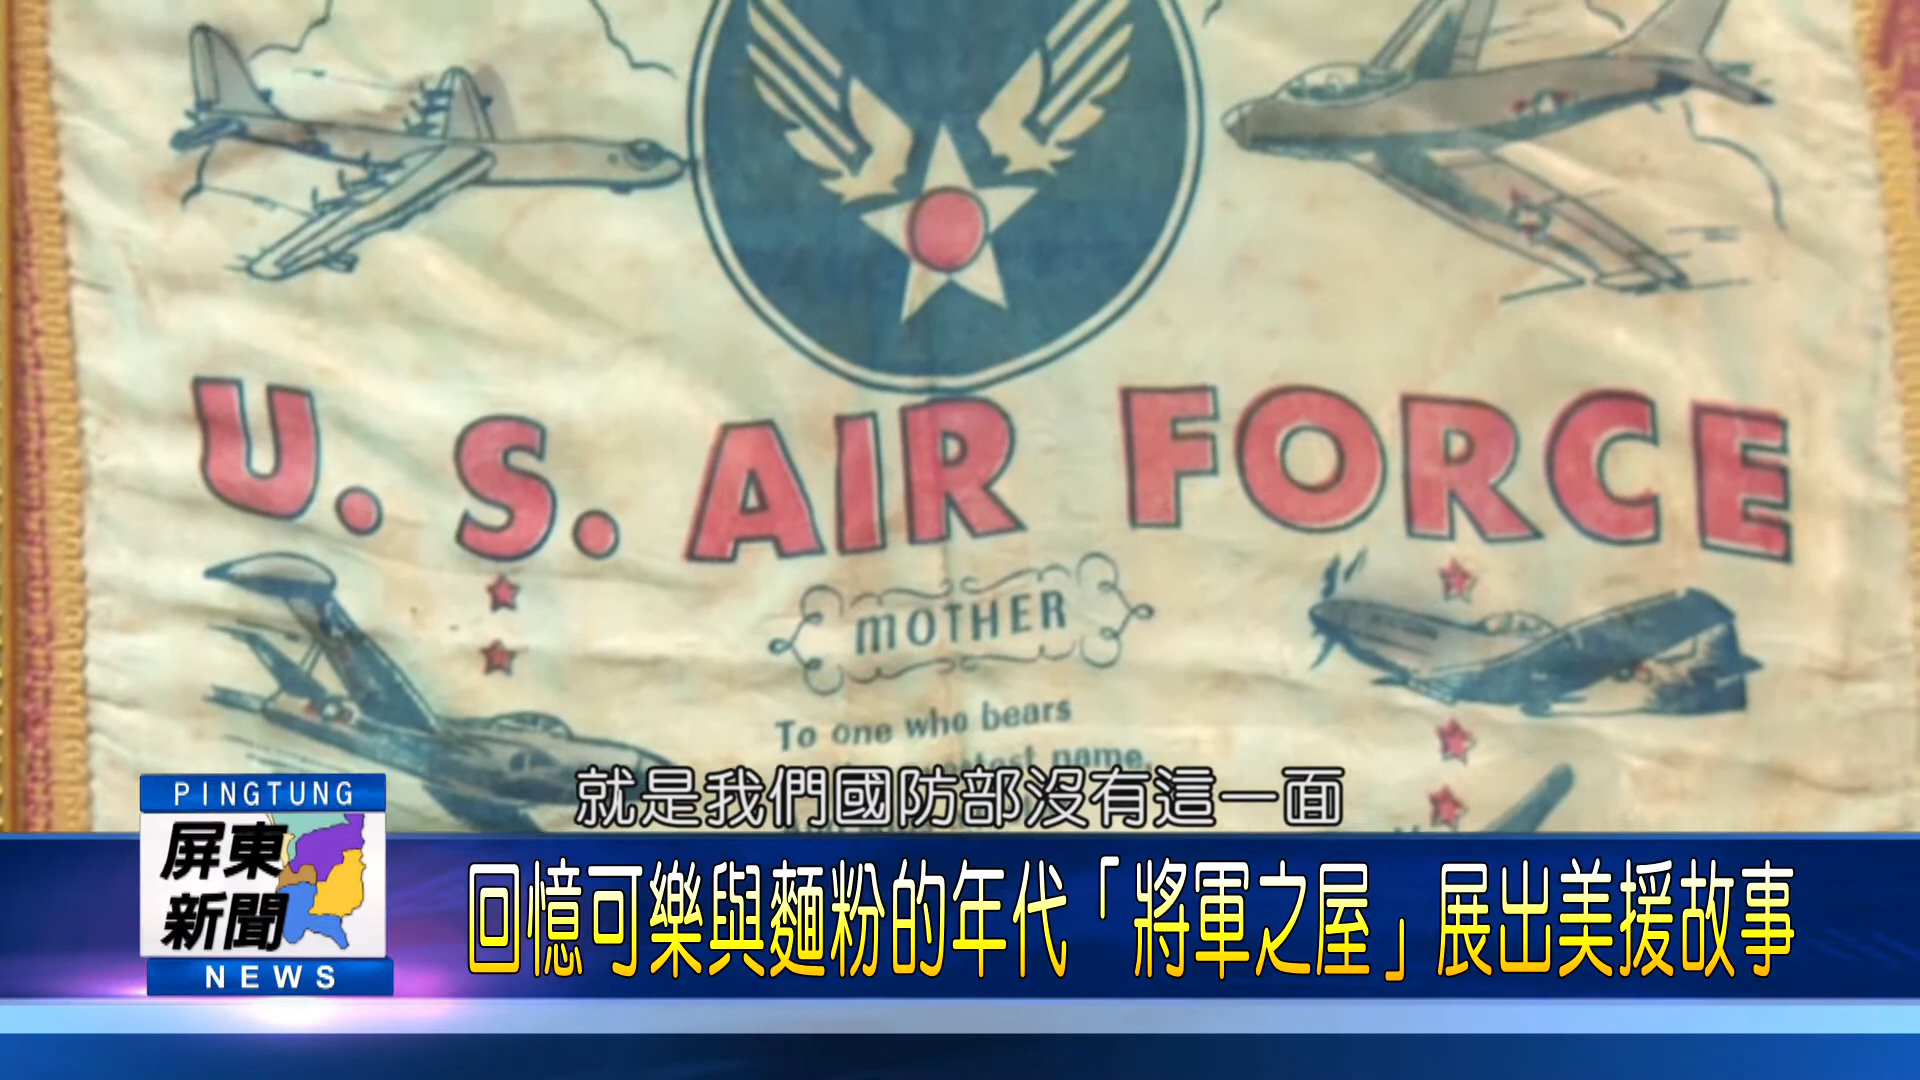 U.S. AIR FORCE
MOTHER
To one who bears
name,
就是我們國防部沒有這一面
PINGTUNG
屏東
新聞
NEWS
回憶可樂與麵粉的年代「將軍之屋」展出美援故事